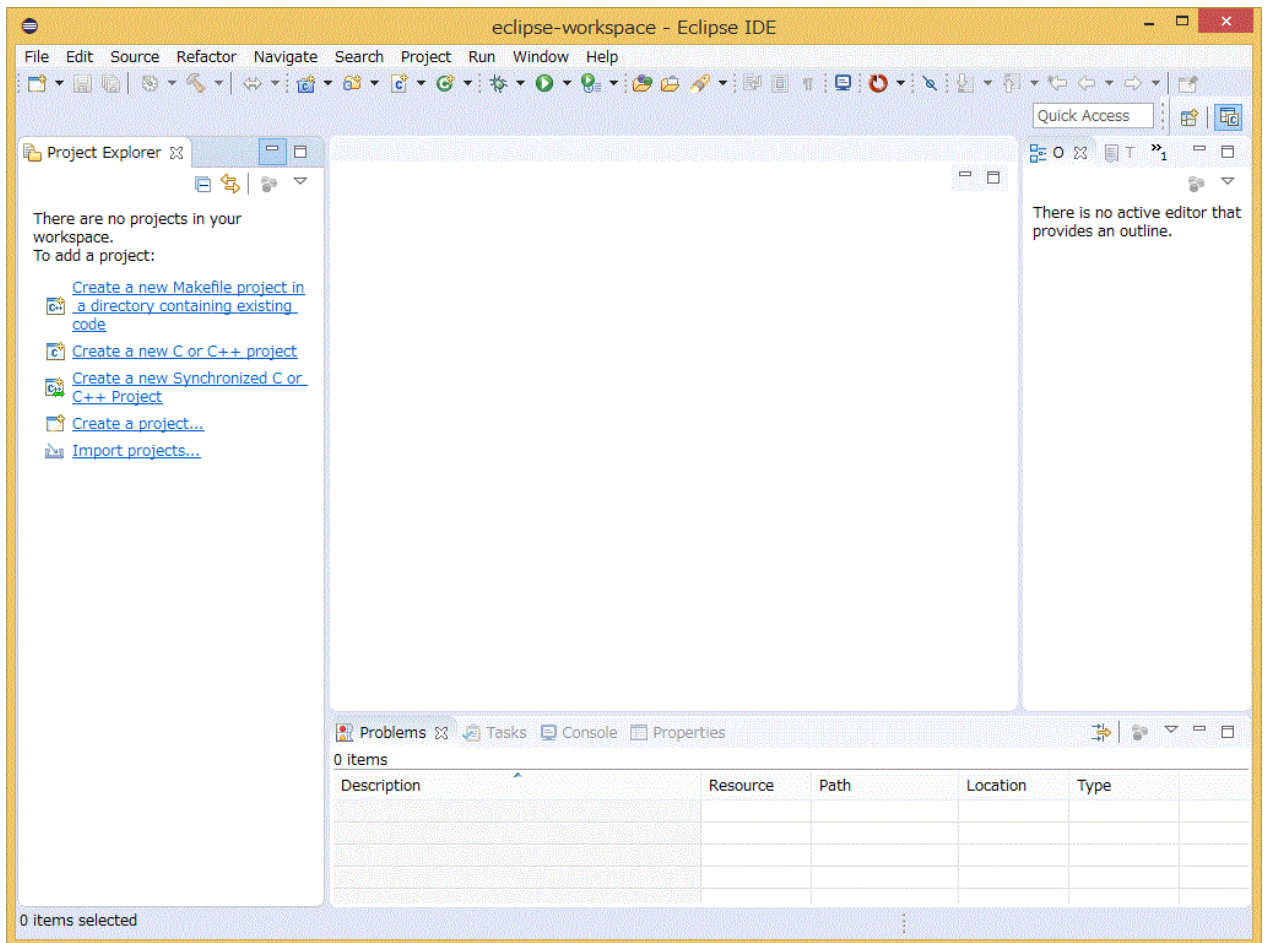 eclipse-workspace - Eclipse IDE
File Edit Source Refactor Navigate Search Project Run Window Help
Quick Access
Project Explorer
There are no projects in your
workspace.
To add a project:
Create a new Makefile project in
a directory containing existing
code
Create a new C or C++ project
Create a new Synchronized C or
C++ Project
Create a project...
Import projects...
O T »1
There is no active editor that
provides an outline.
Problems Tasks Console Properties
0 items
Description Resource Path Location Type
0 items selected